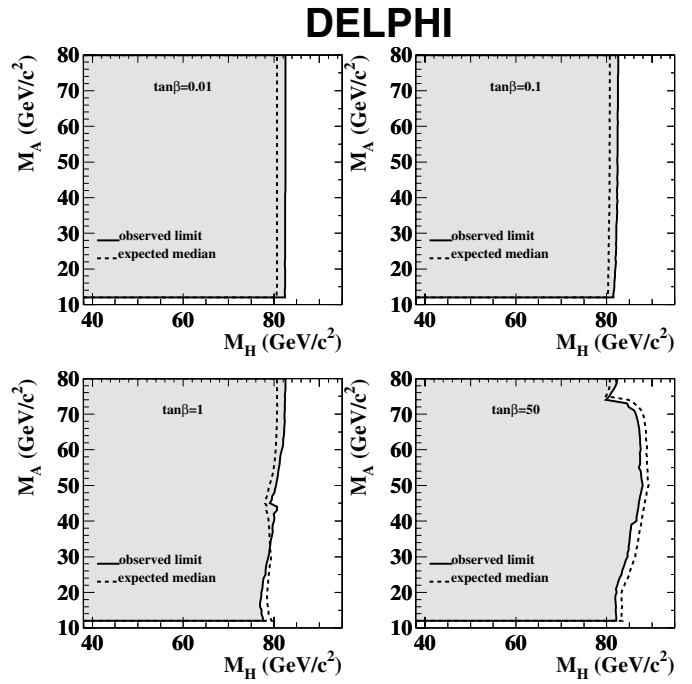 DELPHI
M_A (GeV/c²)
80
70
60
50
40
30
20
10
tanβ=0.01
observed limit
expected median
40 60 80
M_H (GeV/c²)
M_A (GeV/c²)
80
70
60
50
40
30
20
10
tanβ=0.1
observed limit
expected median
40 60 80
M_H (GeV/c²)
M_A (GeV/c²)
80
70
60
50
40
30
20
10
tanβ=1
observed limit
expected median
40 60 80
M_H (GeV/c²)
M_A (GeV/c²)
80
70
60
50
40
30
20
10
tanβ=50
observed limit
expected median
40 60 80
M_H (GeV/c²)